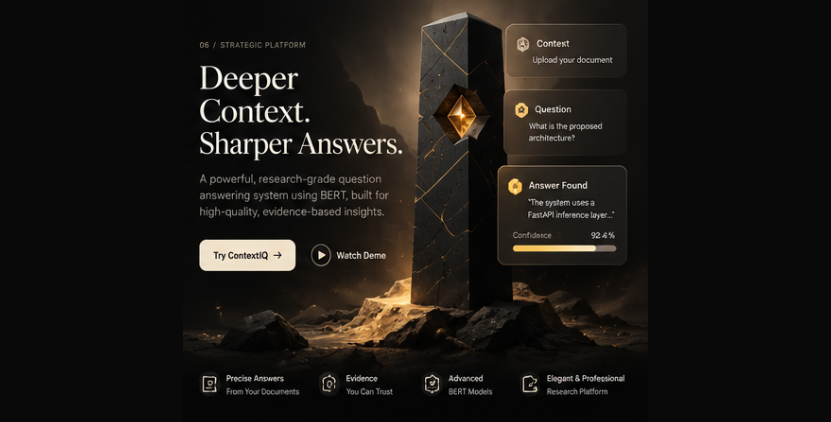 06 / STRATEGIC PLATFORM
Deeper
Context.
Sharper Answers.
A powerful, research-grade question
answering system using BERT, built for
high-quality, evidence-based insights.
Try ContextIQ →
Watch Demo
Context
Upload your document
Question
What is the proposed
architecture?
Answer Found
"The system uses a
FastAPI inference layer..."
Confidence 92.4%
Precise Answers
From Your Documents
Evidence
You Can Trust
Advanced
BERT Models
Elegant & Professional
Research Platform